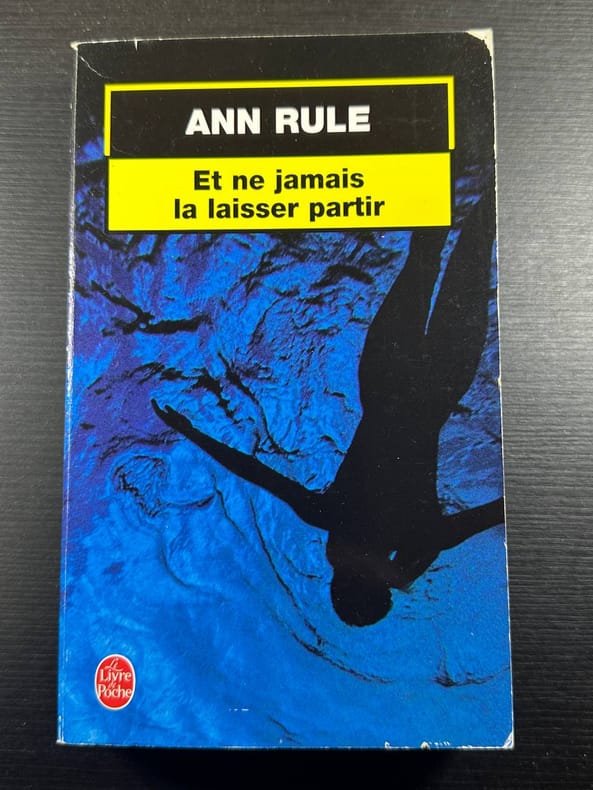 ANN RULE
Et ne jamais
la laisser partir
Le
Livre
de
Poche